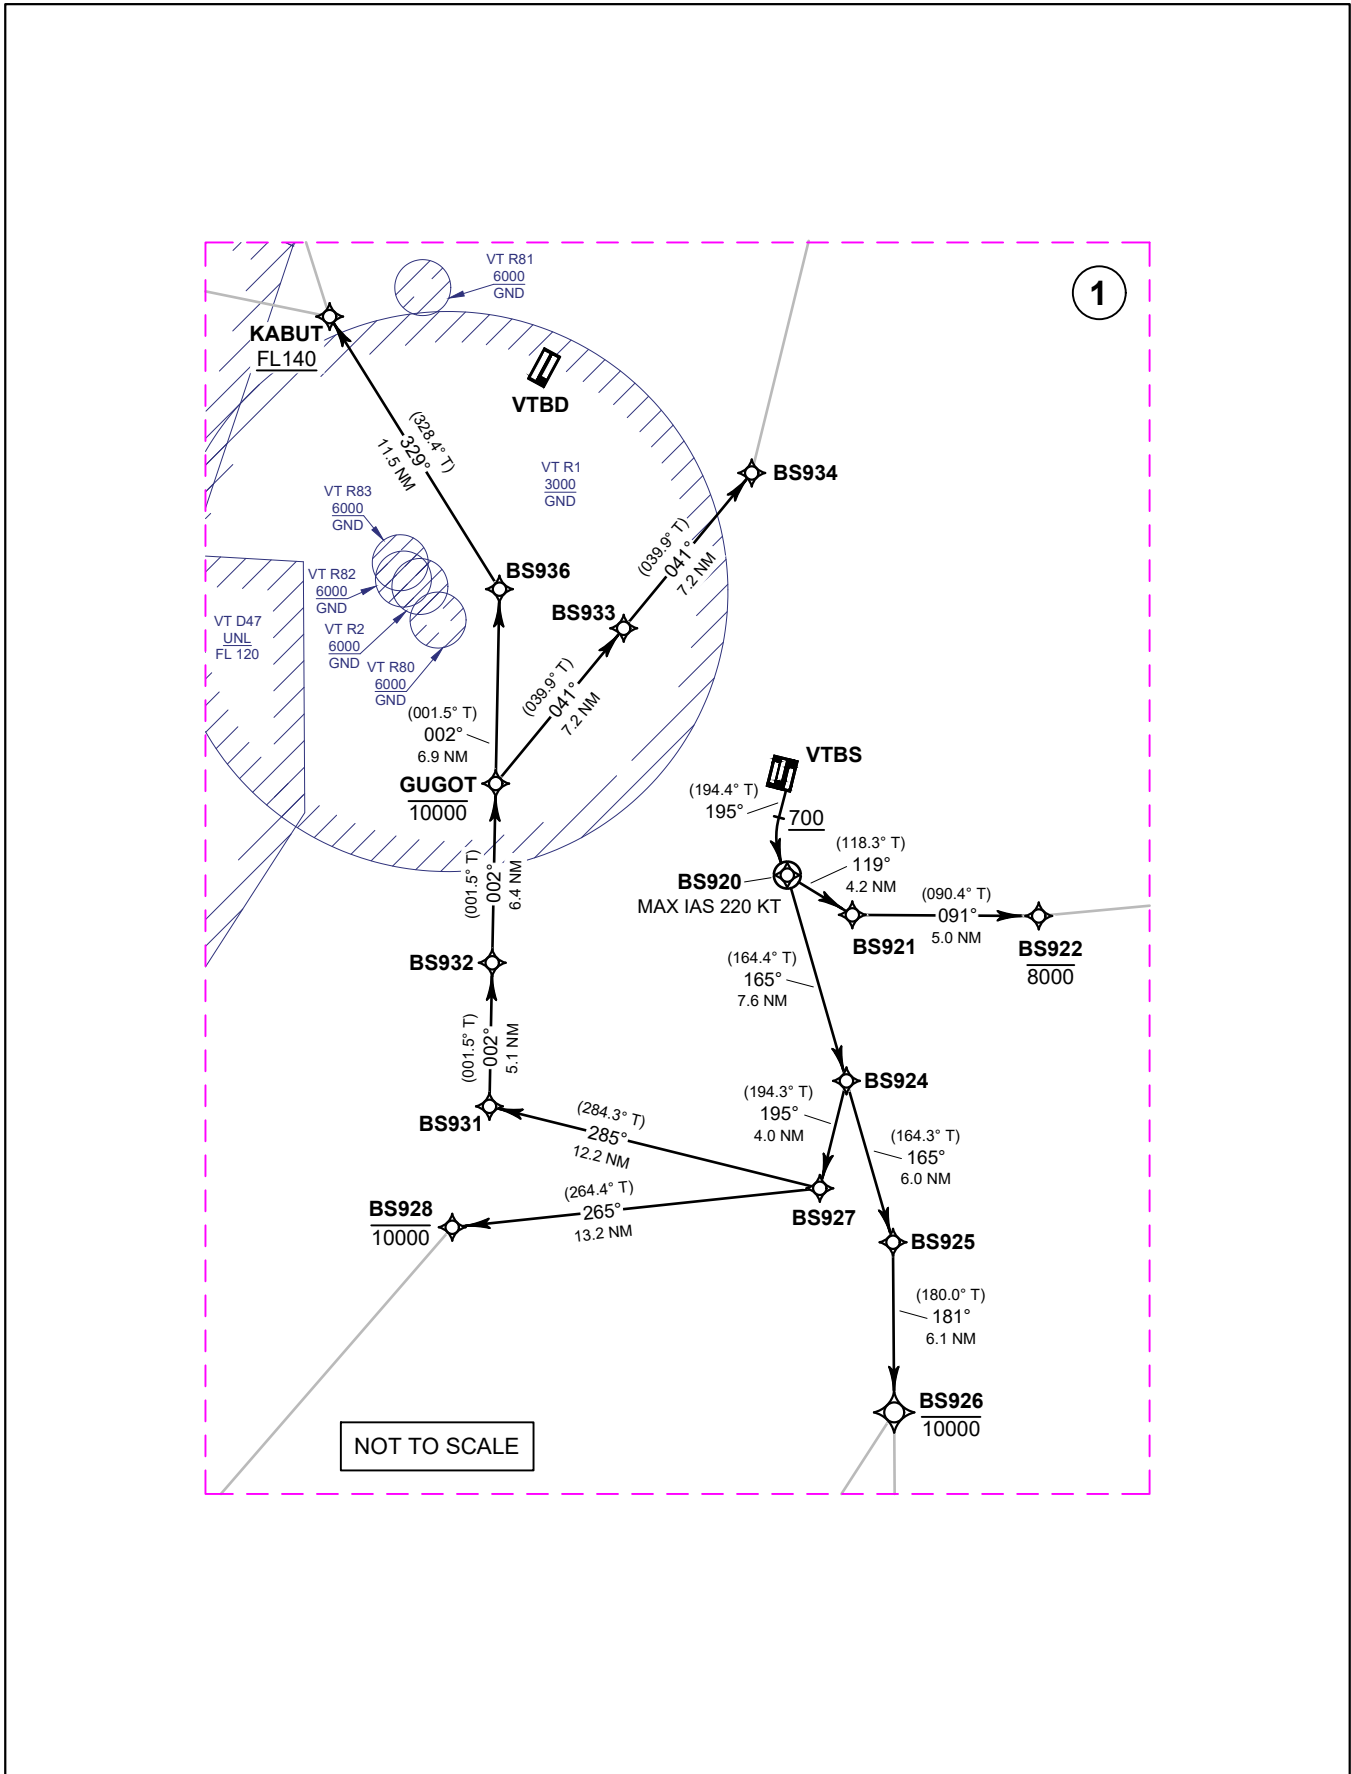 VT R81
6000
GND
1
KABUT
FL140
VTBD
(328.4° T)
329°
11.5 NM
VT R1
3000
GND
BS934
VT R83
6000
GND
(039.9° T)
041°
7.2 NM
VT R82
6000
GND
BS936
BS933
VT D47
UNL
FL 120
VT R2
6000
GND
VT R80
6000
GND
(039.9° T)
041°
7.2 NM
(001.5° T)
002°
6.9 NM
GUGOT
10000
VTBS
(194.4° T)
195°
700
(118.3° T)
119°
4.2 NM
BS920
MAX IAS 220 KT
(090.4° T)
091°
5.0 NM
(001.5° T)
002°
6.4 NM
BS921
BS922
8000
BS932
(164.4° T)
165°
7.6 NM
(001.5° T)
002°
5.1 NM
BS924
BS931
(284.3° T)
285°
12.2 NM
(194.3° T)
195°
4.0 NM
(164.3° T)
165°
6.0 NM
(264.4° T)
265°
13.2 NM
BS928
10000
BS927
BS925
(180.0° T)
181°
6.1 NM
BS926
10000
NOT TO SCALE